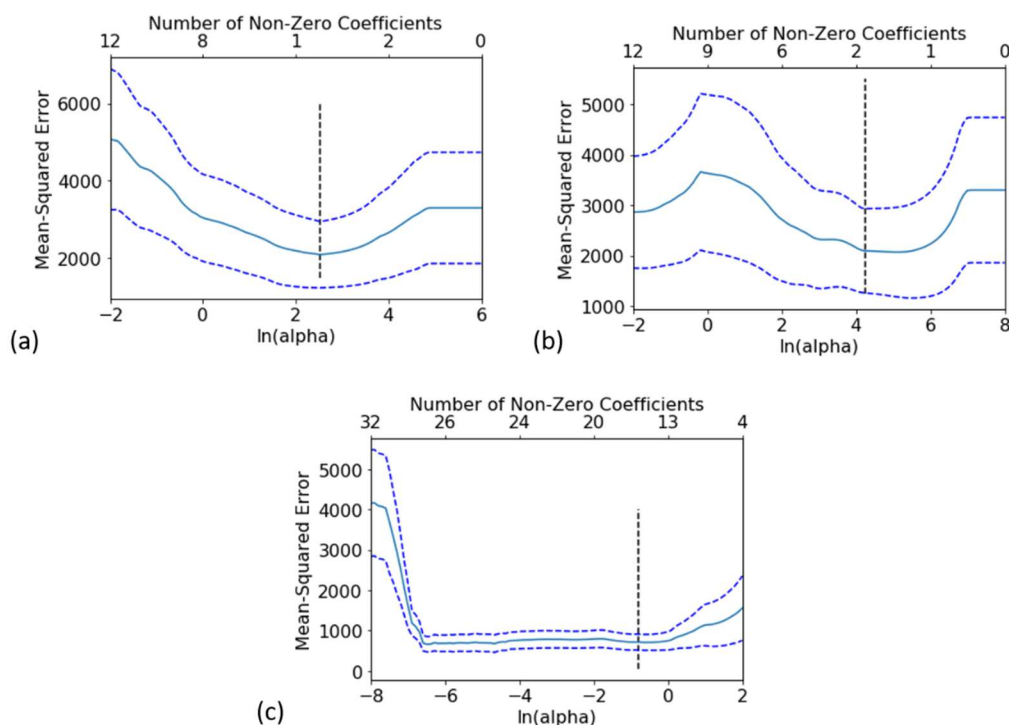 Number of Non-Zero Coefficients
12 8 1 2 0
Mean-Squared Error
6000
4000
2000
−2 0 2 4 6
ln(alpha)
(a)
Number of Non-Zero Coefficients
12 9 6 2 1 0
Mean-Squared Error
5000
4000
3000
2000
1000
−2 0 2 4 6 8
ln(alpha)
(b)
Number of Non-Zero Coefficients
32 26 24 20 13 4
Mean-Squared Error
5000
4000
3000
2000
1000
0
−8 −6 −4 −2 0 2
ln(alpha)
(c)